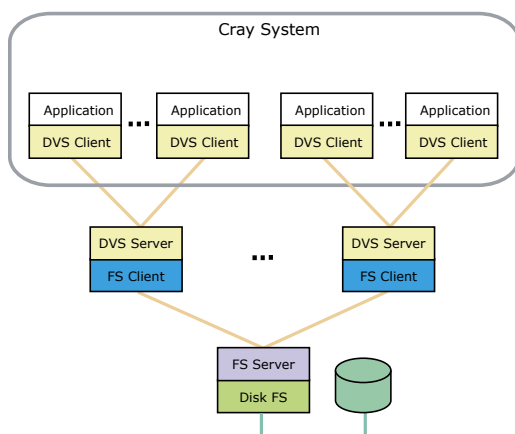 Cray System
Application ... Application Application ... Application
DVS Client DVS Client DVS Client DVS Client
DVS Server ... DVS Server
FS Client FS Client
FS Server
Disk FS